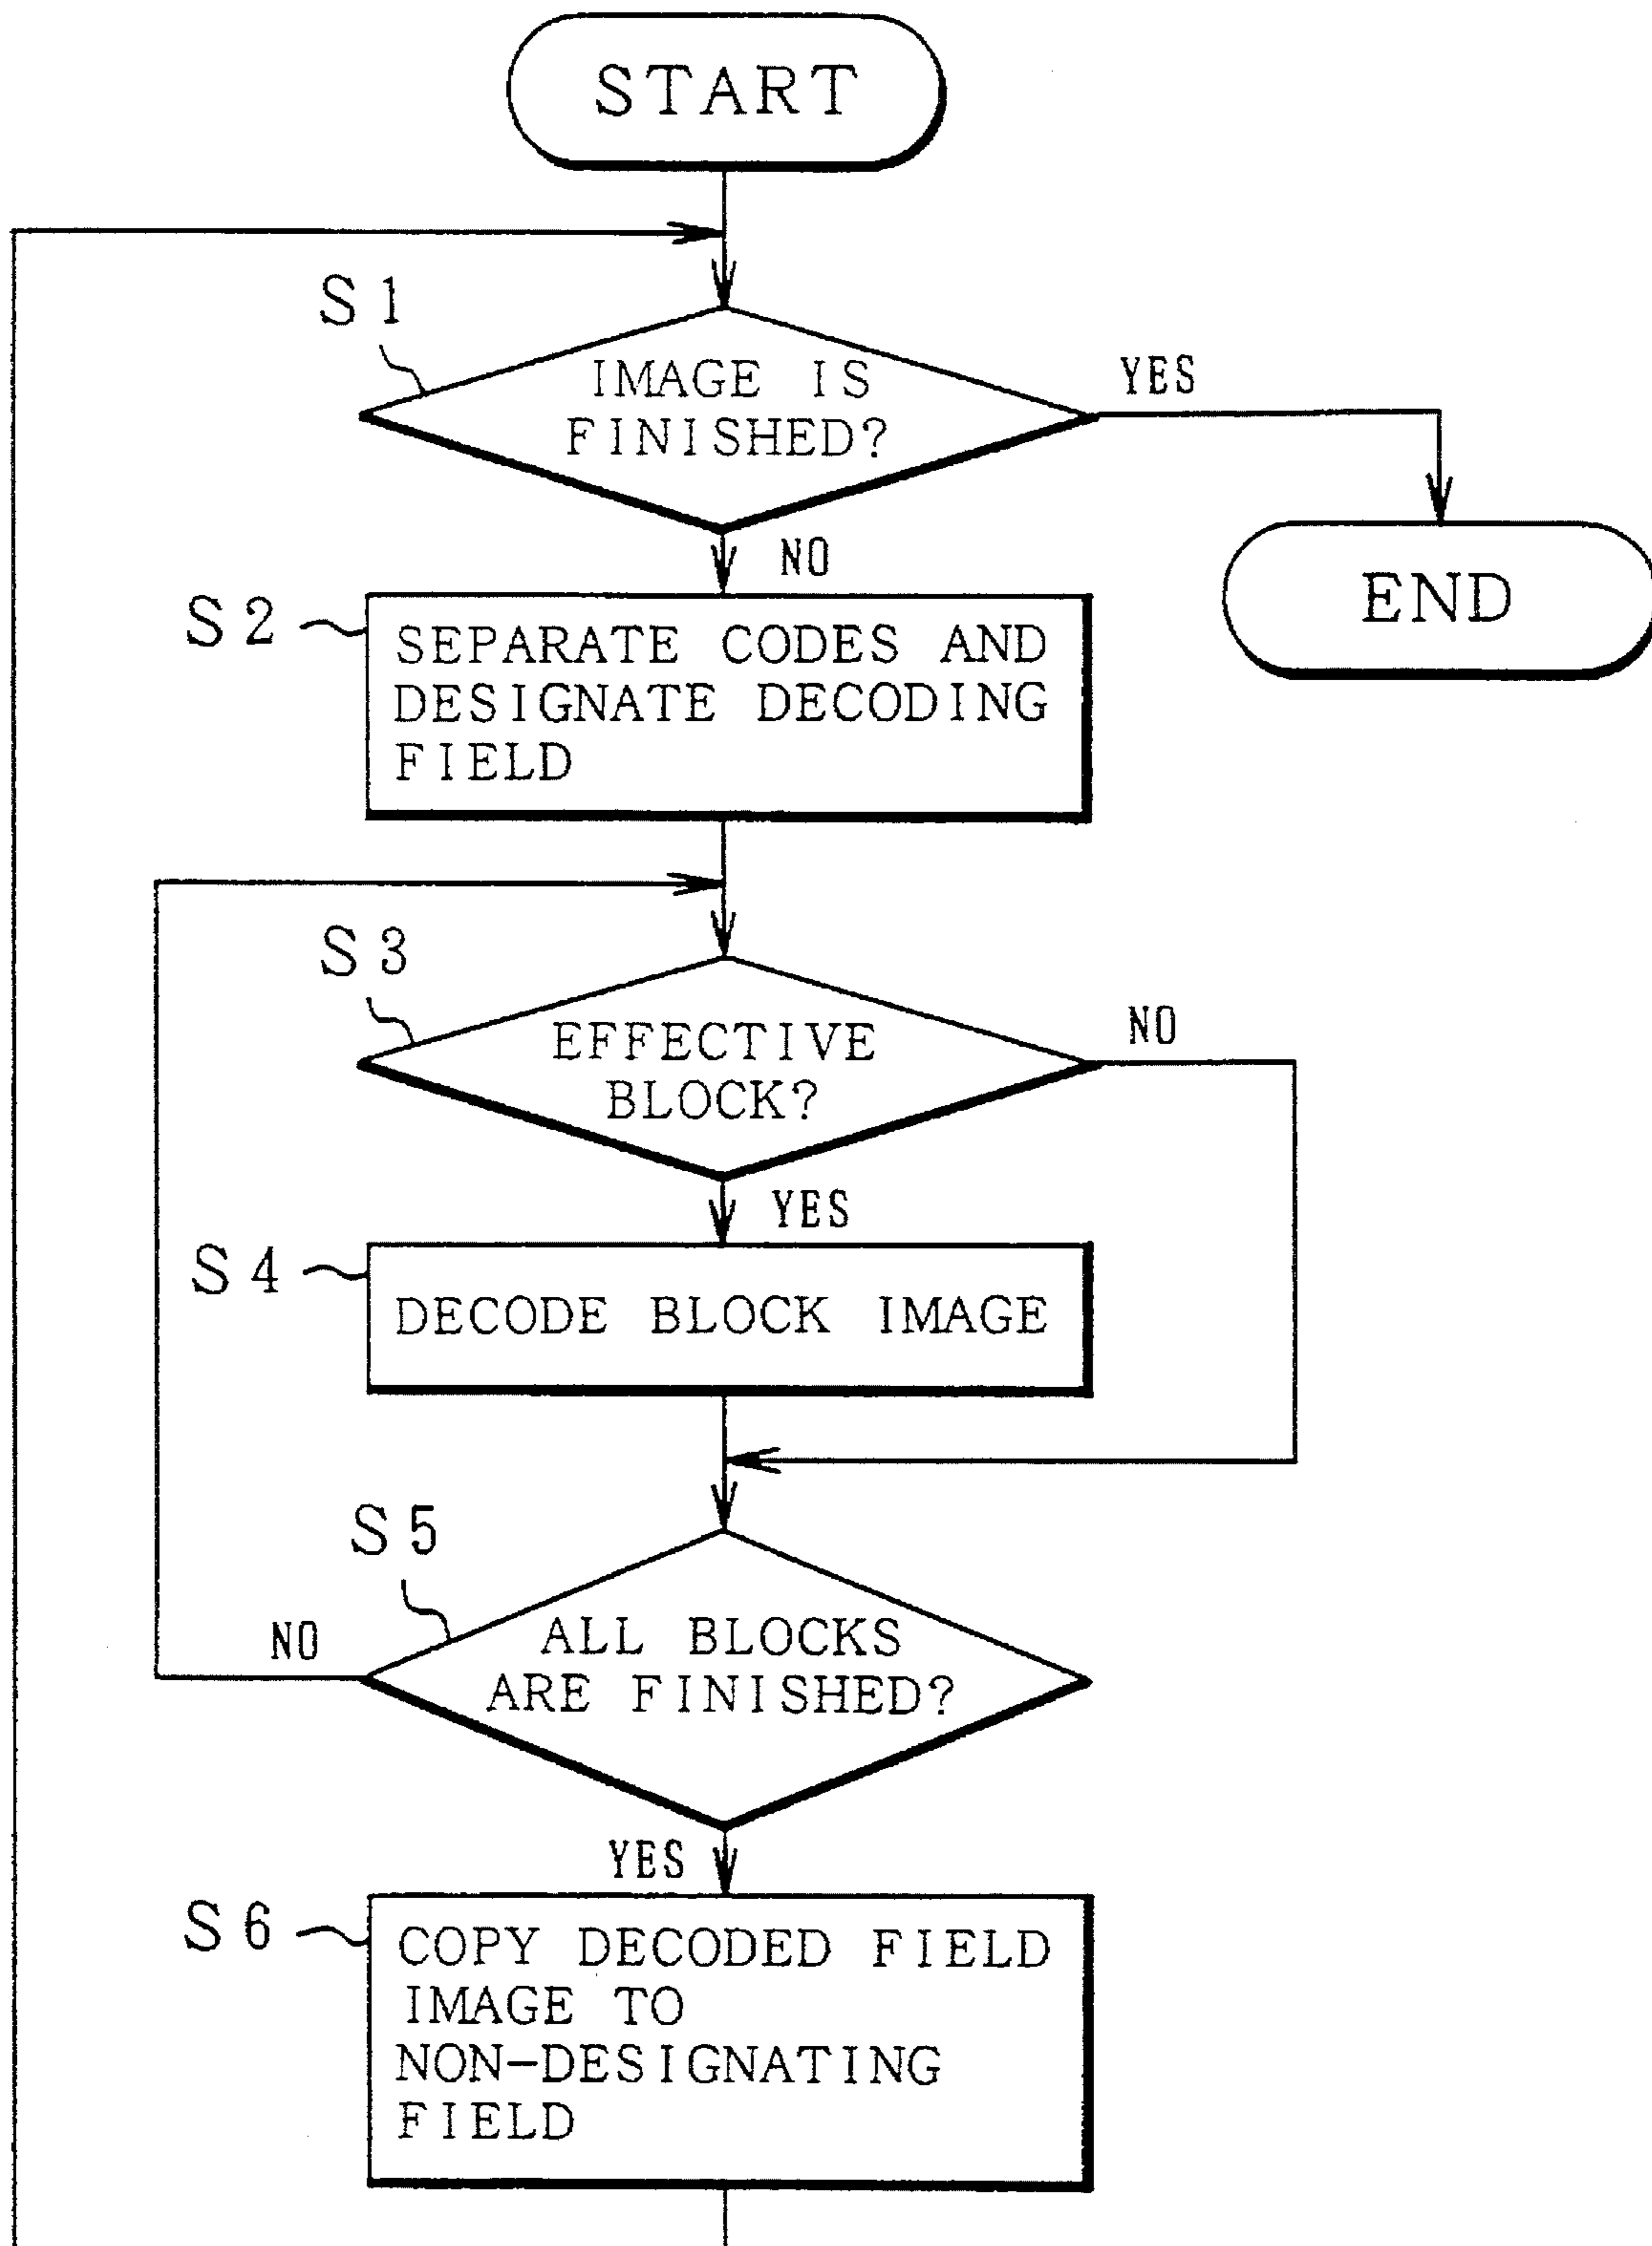 START
S1
IMAGE IS
FINISHED?
YES
NO
END
S2
SEPARATE CODES AND
DESIGNATE DECODING
FIELD
S3
EFFECTIVE
BLOCK?
NO
YES
S4
DECODE BLOCK IMAGE
S5
ALL BLOCKS
ARE FINISHED?
NO
YES
S6
COPY DECODED FIELD
IMAGE TO
NON-DESIGNATING
FIELD